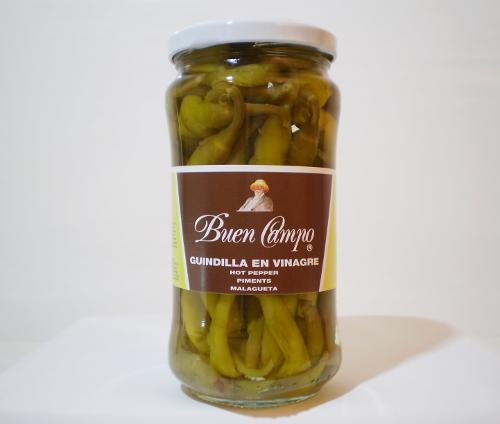 Buen Campo ®
GUINDILLA EN VINAGRE
HOT PEPPER
PIMENTS
MALAGUETA